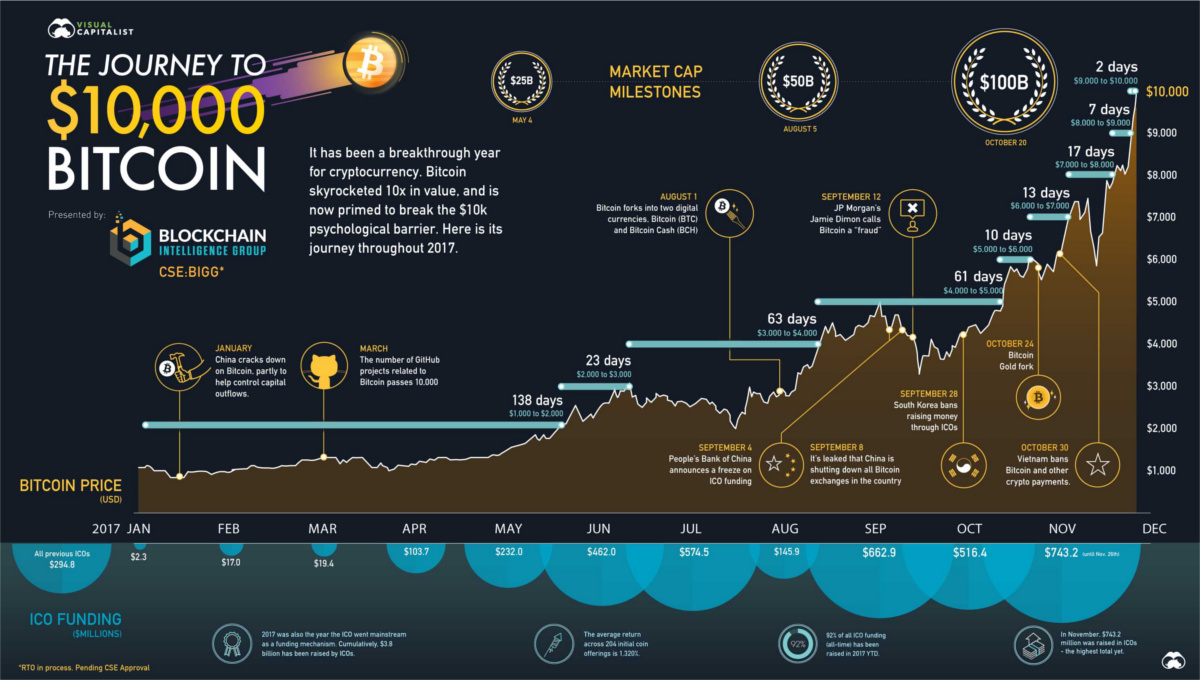 VISUAL
CAPITALIST
THE JOURNEY TO
$10,000
BITCOIN
Presented by:
BLOCKCHAIN
INTELLIGENCE GROUP
CSE:BIGG*
It has been a breakthrough year
for cryptocurrency. Bitcoin
skyrocketed 10x in value, and is
now primed to break the $10k
psychological barrier. Here is its
journey throughout 2017.
MARKET CAP
MILESTONES
$25B
MAY 4
$50B
AUGUST 5
$100B
OCTOBER 20
2 days
$9,000 to $10,000
7 days
$8,000 to $9,000
17 days
$7,000 to $8,000
13 days
$6,000 to $7,000
10 days
$5,000 to $6,000
61 days
$4,000 to $5,000
63 days
$3,000 to $4,000
23 days
$2,000 to $3,000
138 days
$1,000 to $2,000
$10,000
$9,000
$8,000
$7,000
$6,000
$5,000
$4,000
$3,000
$2,000
$1,000
JANUARY
China cracks down
on Bitcoin, partly to
help control capital
outflows.
MARCH
The number of GitHub
projects related to
Bitcoin passes 10,000
AUGUST 1
Bitcoin forks into two digital
currencies, Bitcoin (BTC)
and Bitcoin Cash (BCH)
SEPTEMBER 12
JP Morgan's
Jamie Dimon calls
Bitcoin a "fraud"
SEPTEMBER 4
People's Bank of China
announces a freeze on
ICO funding
SEPTEMBER 8
It's leaked that China is
shutting down all Bitcoin
exchanges in the country
SEPTEMBER 28
South Korea bans
raising money
through ICOs
OCTOBER 24
Bitcoin
Gold fork
OCTOBER 30
Vietnam bans
Bitcoin and other
crypto payments.
BITCOIN PRICE
(USD)
2017 JAN FEB MAR APR MAY JUN JUL AUG SEP OCT NOV DEC
All previous ICOs
$294.8
$2.3
$17.0
$19.4
$103.7
$232.0
$462.0
$574.5
$145.9
$662.9
$516.4
$743.2 (until Nov. 26th)
ICO FUNDING
($MILLIONS)
2017 was also the year the ICO went mainstream
as a funding mechanism. Cumulatively, $3.8
billion has been raised by ICOs.
The average return
across 204 initial coin
offerings is 1,320%.
92%
92% of all ICO funding
(all-time) has been
raised in 2017 YTD.
In November, $743.2
million was raised in ICOs
- the highest total yet.
*RTO in process. Pending CSE Approval